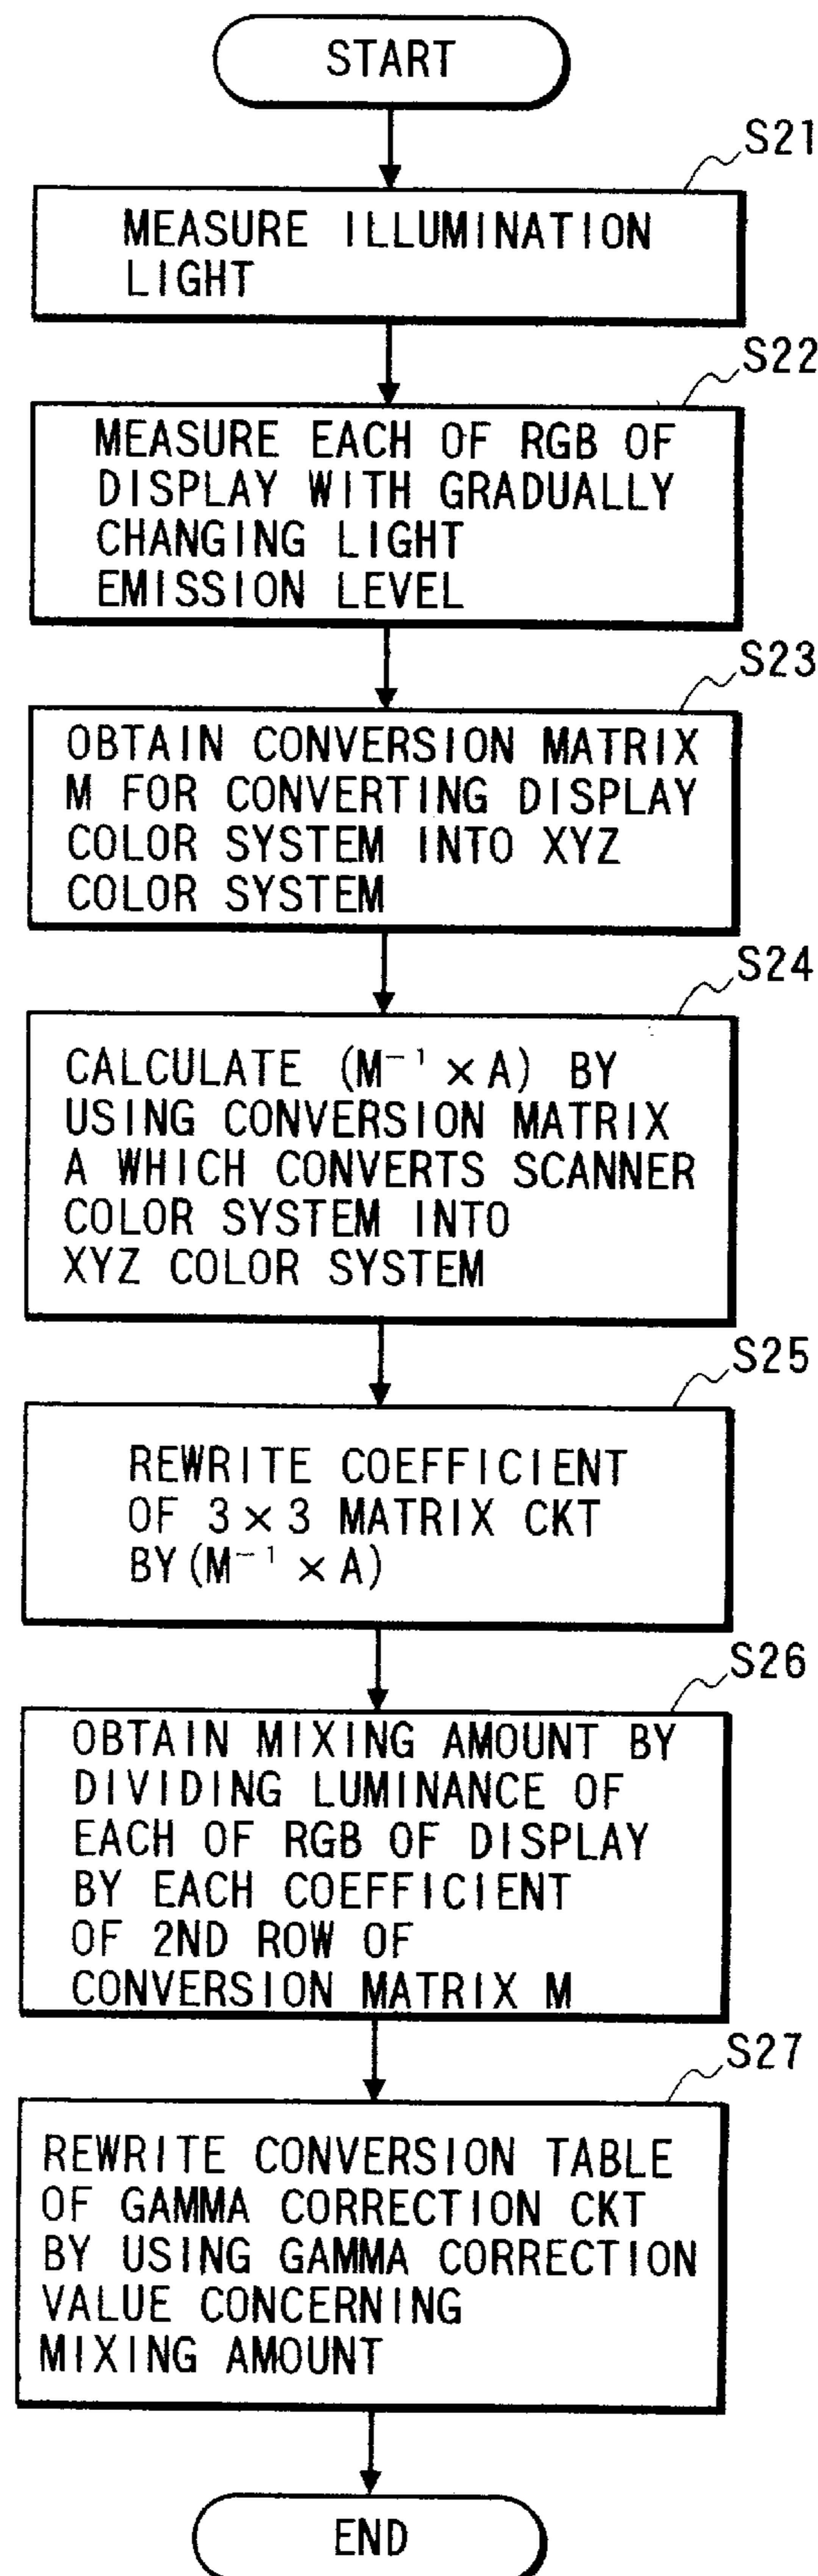 START
S21
MEASURE ILLUMINATION
LIGHT
S22
MEASURE EACH OF RGB OF
DISPLAY WITH GRADUALLY
CHANGING LIGHT
EMISSION LEVEL
S23
OBTAIN CONVERSION MATRIX
M FOR CONVERTING DISPLAY
COLOR SYSTEM INTO XYZ
COLOR SYSTEM
S24
CALCULATE (M⁻¹ × A) BY
USING CONVERSION MATRIX
A WHICH CONVERTS SCANNER
COLOR SYSTEM INTO
XYZ COLOR SYSTEM
S25
REWRITE COEFFICIENT
OF 3 × 3 MATRIX CKT
BY (M⁻¹ × A)
S26
OBTAIN MIXING AMOUNT BY
DIVIDING LUMINANCE OF
EACH OF RGB OF DISPLAY
BY EACH COEFFICIENT
OF 2ND ROW OF
CONVERSION MATRIX M
S27
REWRITE CONVERSION TABLE
OF GAMMA CORRECTION CKT
BY USING GAMMA CORRECTION
VALUE CONCERNING
MIXING AMOUNT
END